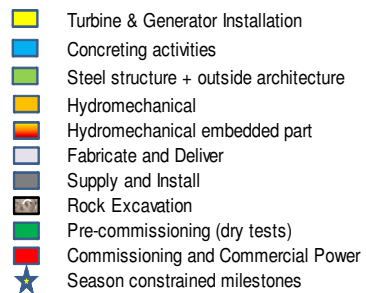 Turbine & Generator Installation
Concreting activities
Steel structure + outside architecture
Hydromechanical
Hydromechanical embedded part
Fabricate and Deliver
Supply and Install
Rock Excavation
Pre-commissioning (dry tests)
Commissioning and Commercial Power
Season constrained milestones